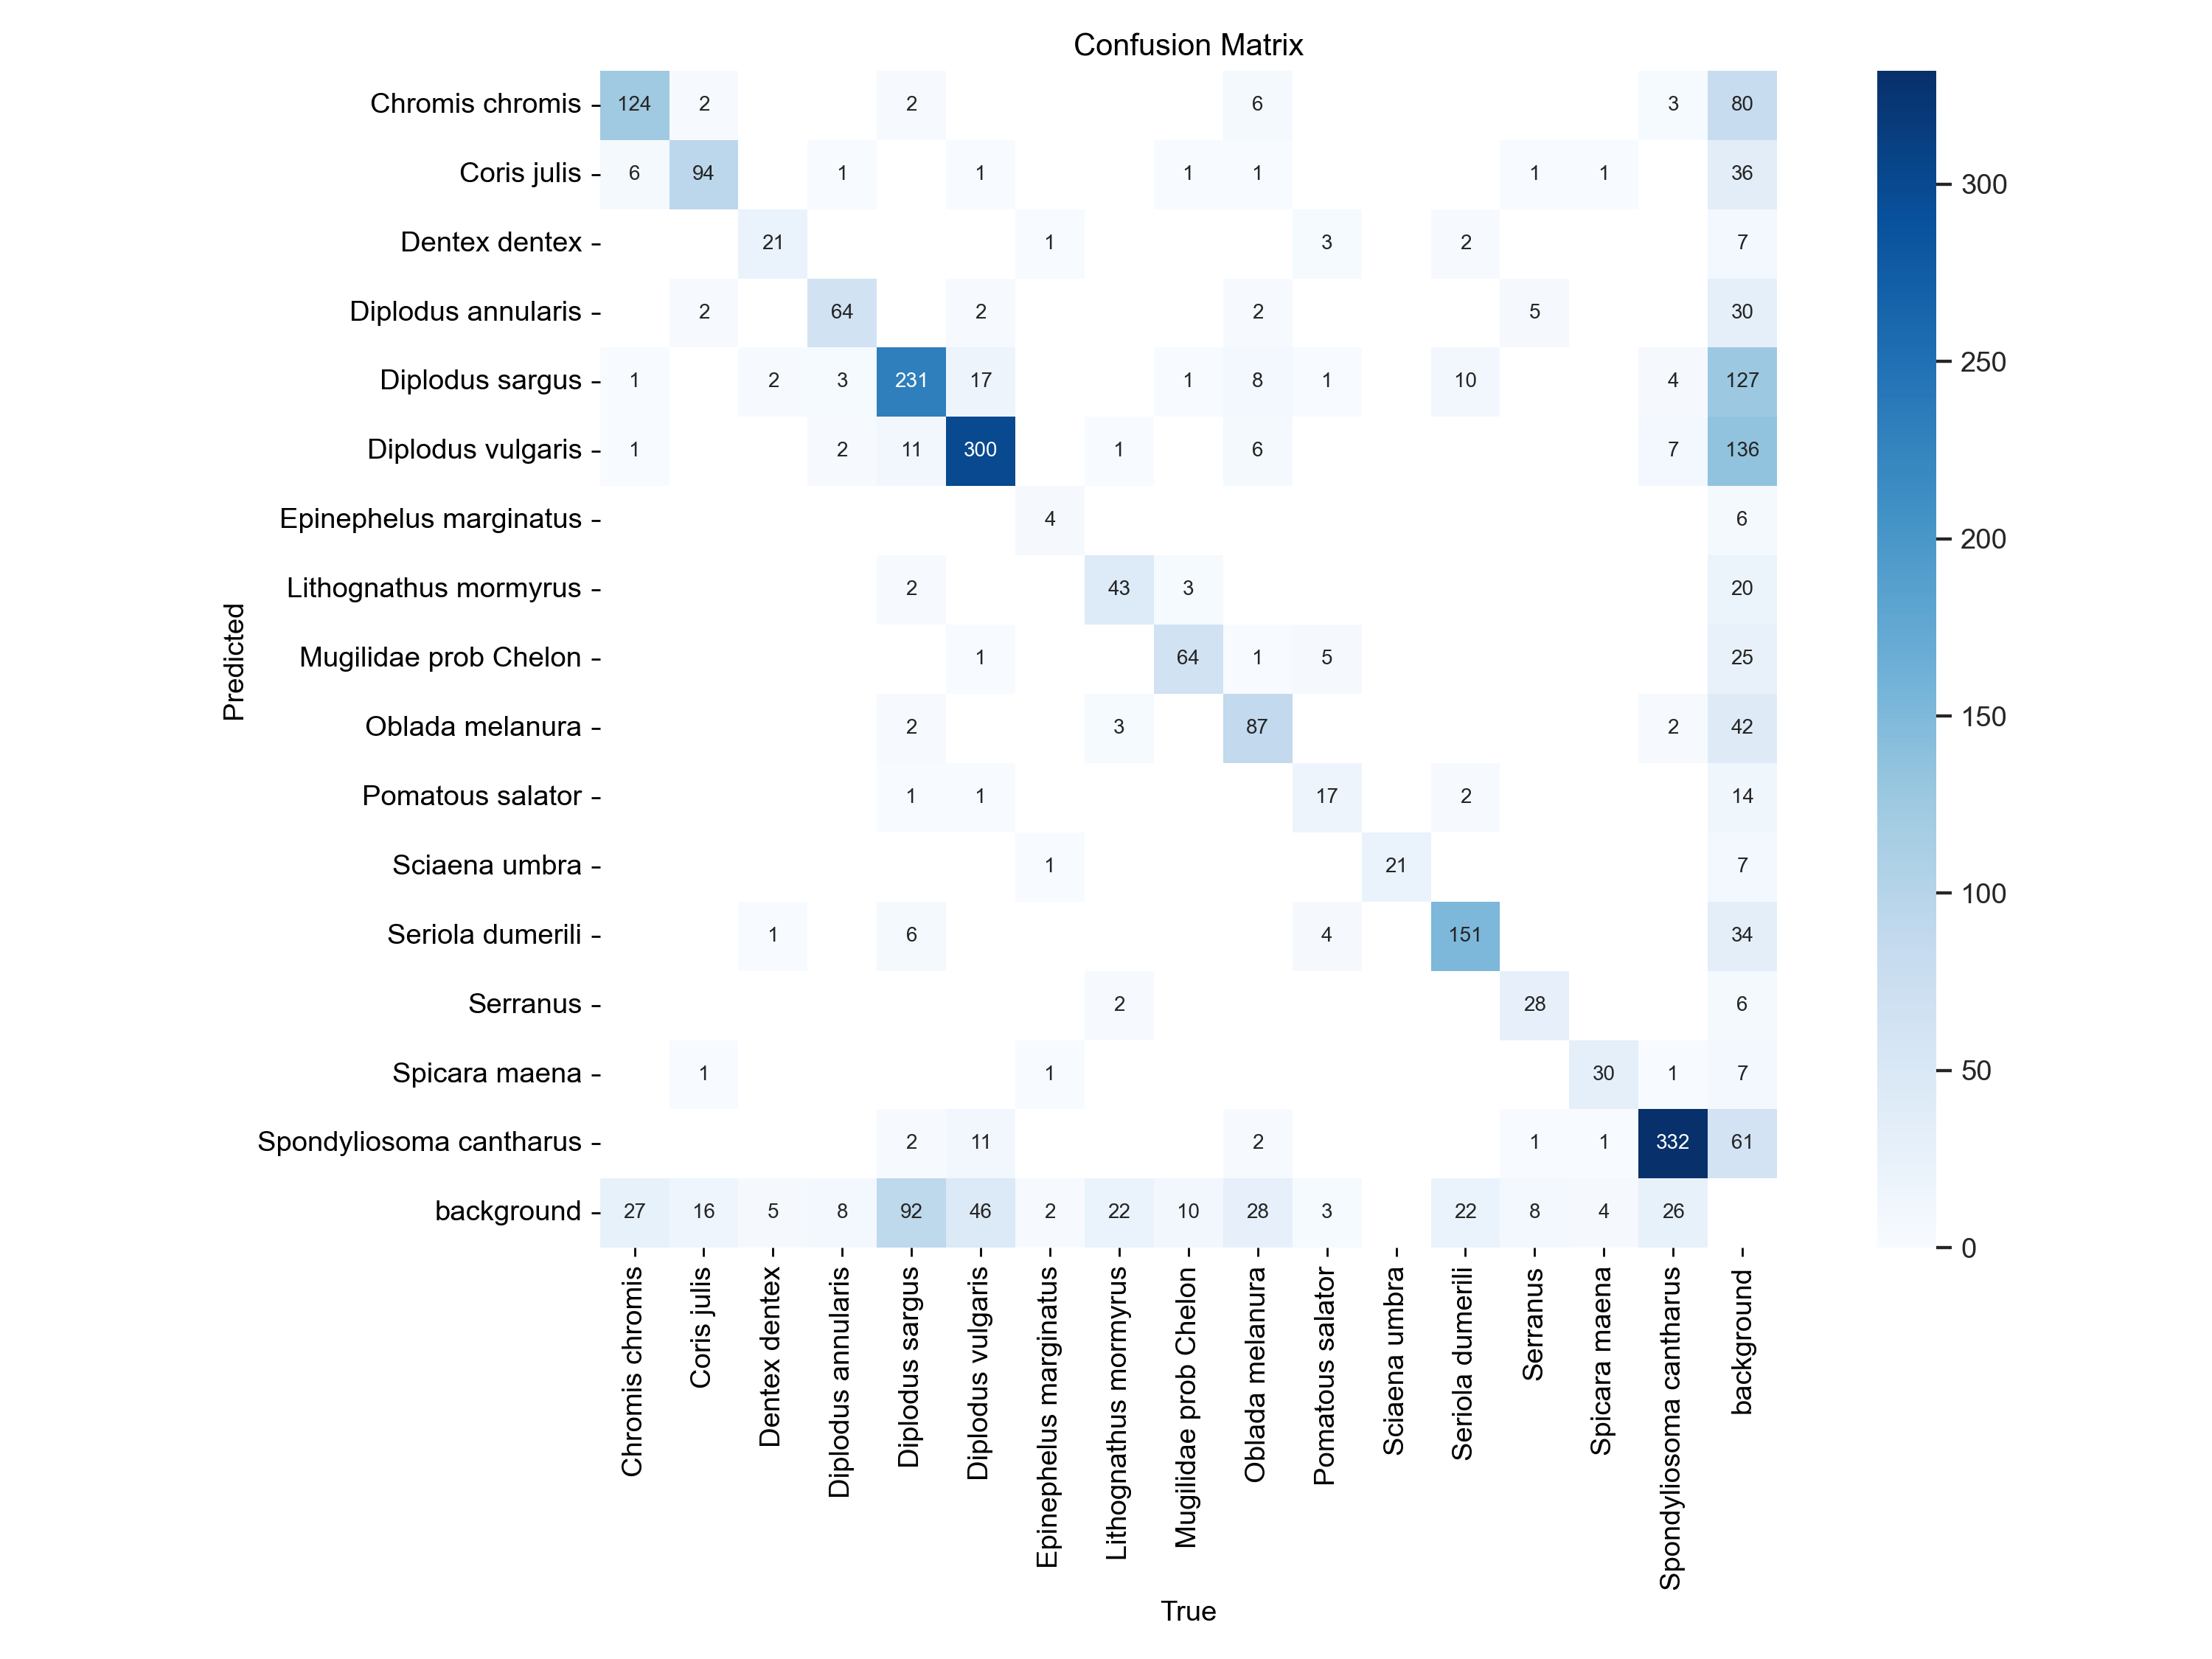 Confusion Matrix
Chromis chromis 124 2 2 6 3 80
Coris julis 6 94 1 1 1 1 1 1 36
Dentex dentex 21 1 3 2 7
Diplodus annularis 2 64 2 2 5 30
Diplodus sargus 1 2 3 231 17 1 8 1 10 4 127
Diplodus vulgaris 1 2 11 300 1 6 7 136
Epinephelus marginatus 4 6
Lithognathus mormyrus 2 43 3 20
Mugilidae prob Chelon 1 64 1 5 25
Oblada melanura 2 3 87 2 42
Pomatous salator 1 1 17 2 14
Sciaena umbra 1 21 7
Seriola dumerili 1 6 4 151 34
Serranus 2 28 6
Spicara maena 1 1 30 1 7
Spondyliosoma cantharus 2 11 2 1 1 332 61
background 27 16 5 8 92 46 2 22 10 28 3 22 8 4 26
Predicted
Chromis chromis
Coris julis
Dentex dentex
Diplodus annularis
Diplodus sargus
Diplodus vulgaris
Epinephelus marginatus
Lithognathus mormyrus
Mugilidae prob Chelon
Oblada melanura
Pomatous salator
Sciaena umbra
Seriola dumerili
Serranus
Spicara maena
Spondyliosoma cantharus
background
True
300
250
200
150
100
50
0